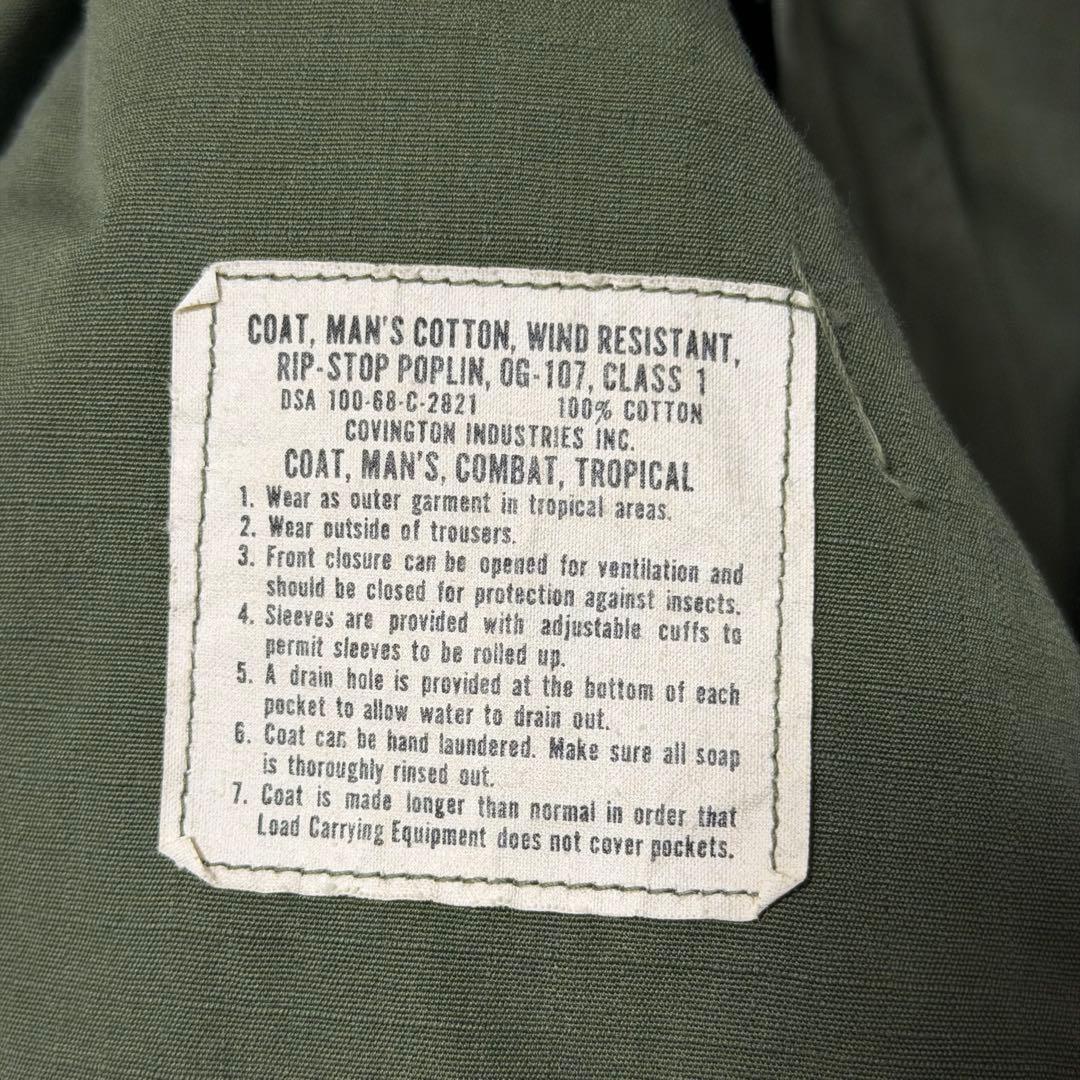 COAT, MAN'S COTTON, WIND RESISTANT,
RIP-STOP POPLIN, OG-107, CLASS 1
DSA 100-68-C-2821 100% COTTON
COVINGTON INDUSTRIES INC.
COAT, MAN'S, COMBAT, TROPICAL
1. Wear as outer garment in tropical areas.
2. Wear outside of trousers.
3. Front closure can be opened for ventilation and
should be closed for protection against insects.
4. Sleeves are provided with adjustable cuffs to
permit sleeves to be rolled up.
5. A drain hole is provided at the bottom of each
pocket to allow water to drain out.
6. Coat can be hand laundered. Make sure all soap
is thoroughly rinsed out.
7. Coat is made longer than normal in order that
Load Carrying Equipment does not cover pockets.